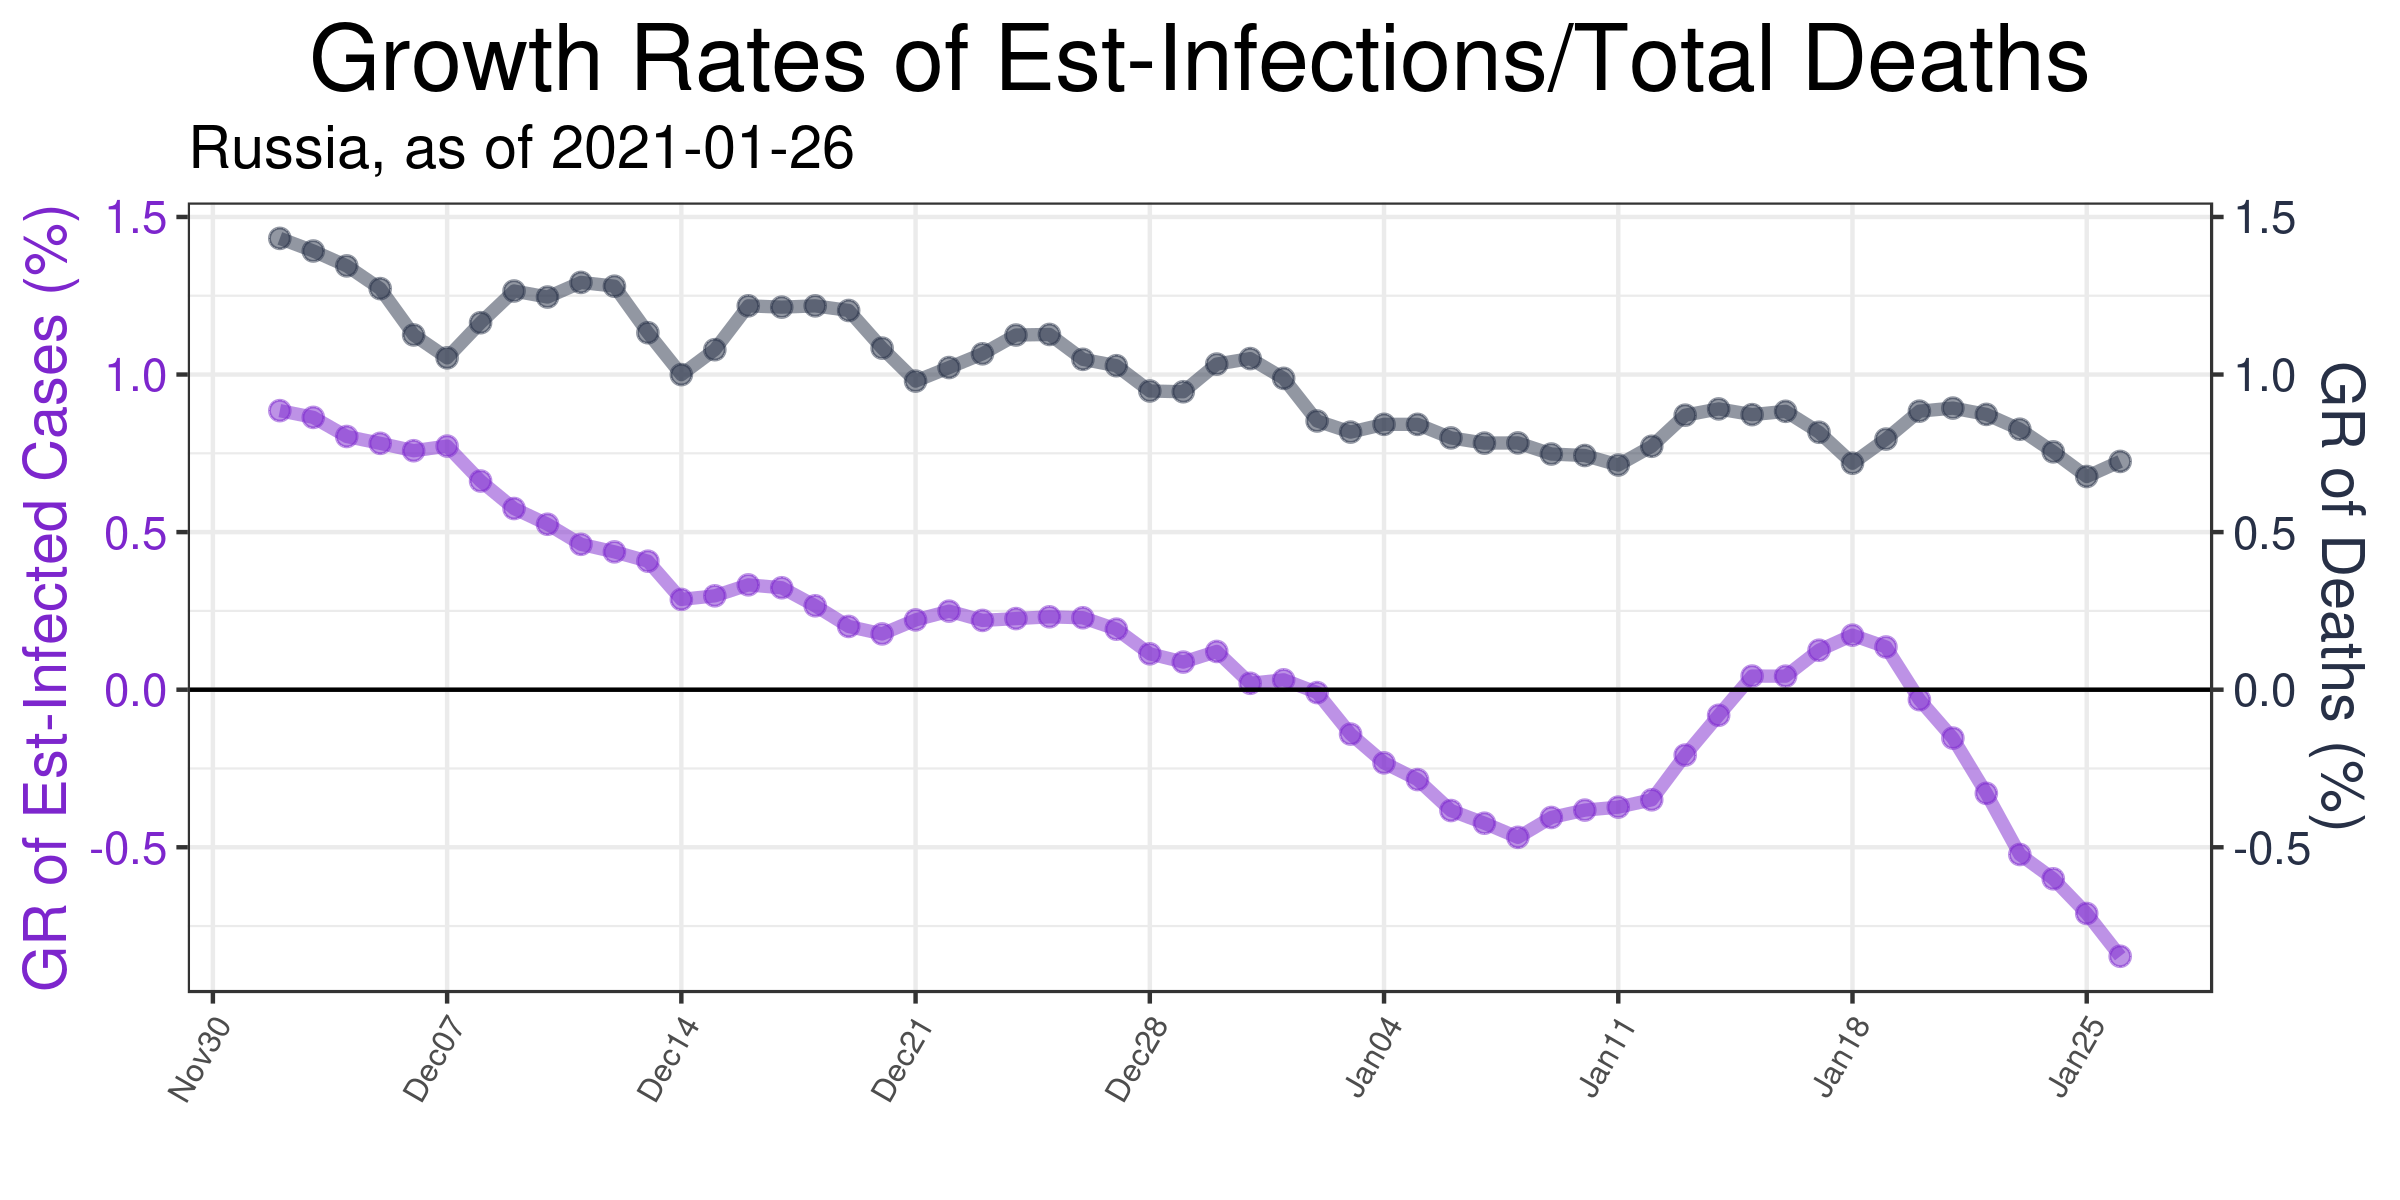 Growth Rates of Est-Infections/Total Deaths
Russia, as of 2021-01-26
GR of Est-Infected Cases (%)
1.5
1.0
0.5
0.0
-0.5
1.5
1.0
0.5
0.0
-0.5
GR of Deaths (%)
Nov30
Dec07
Dec14
Dec21
Dec28
Jan04
Jan11
Jan18
Jan25